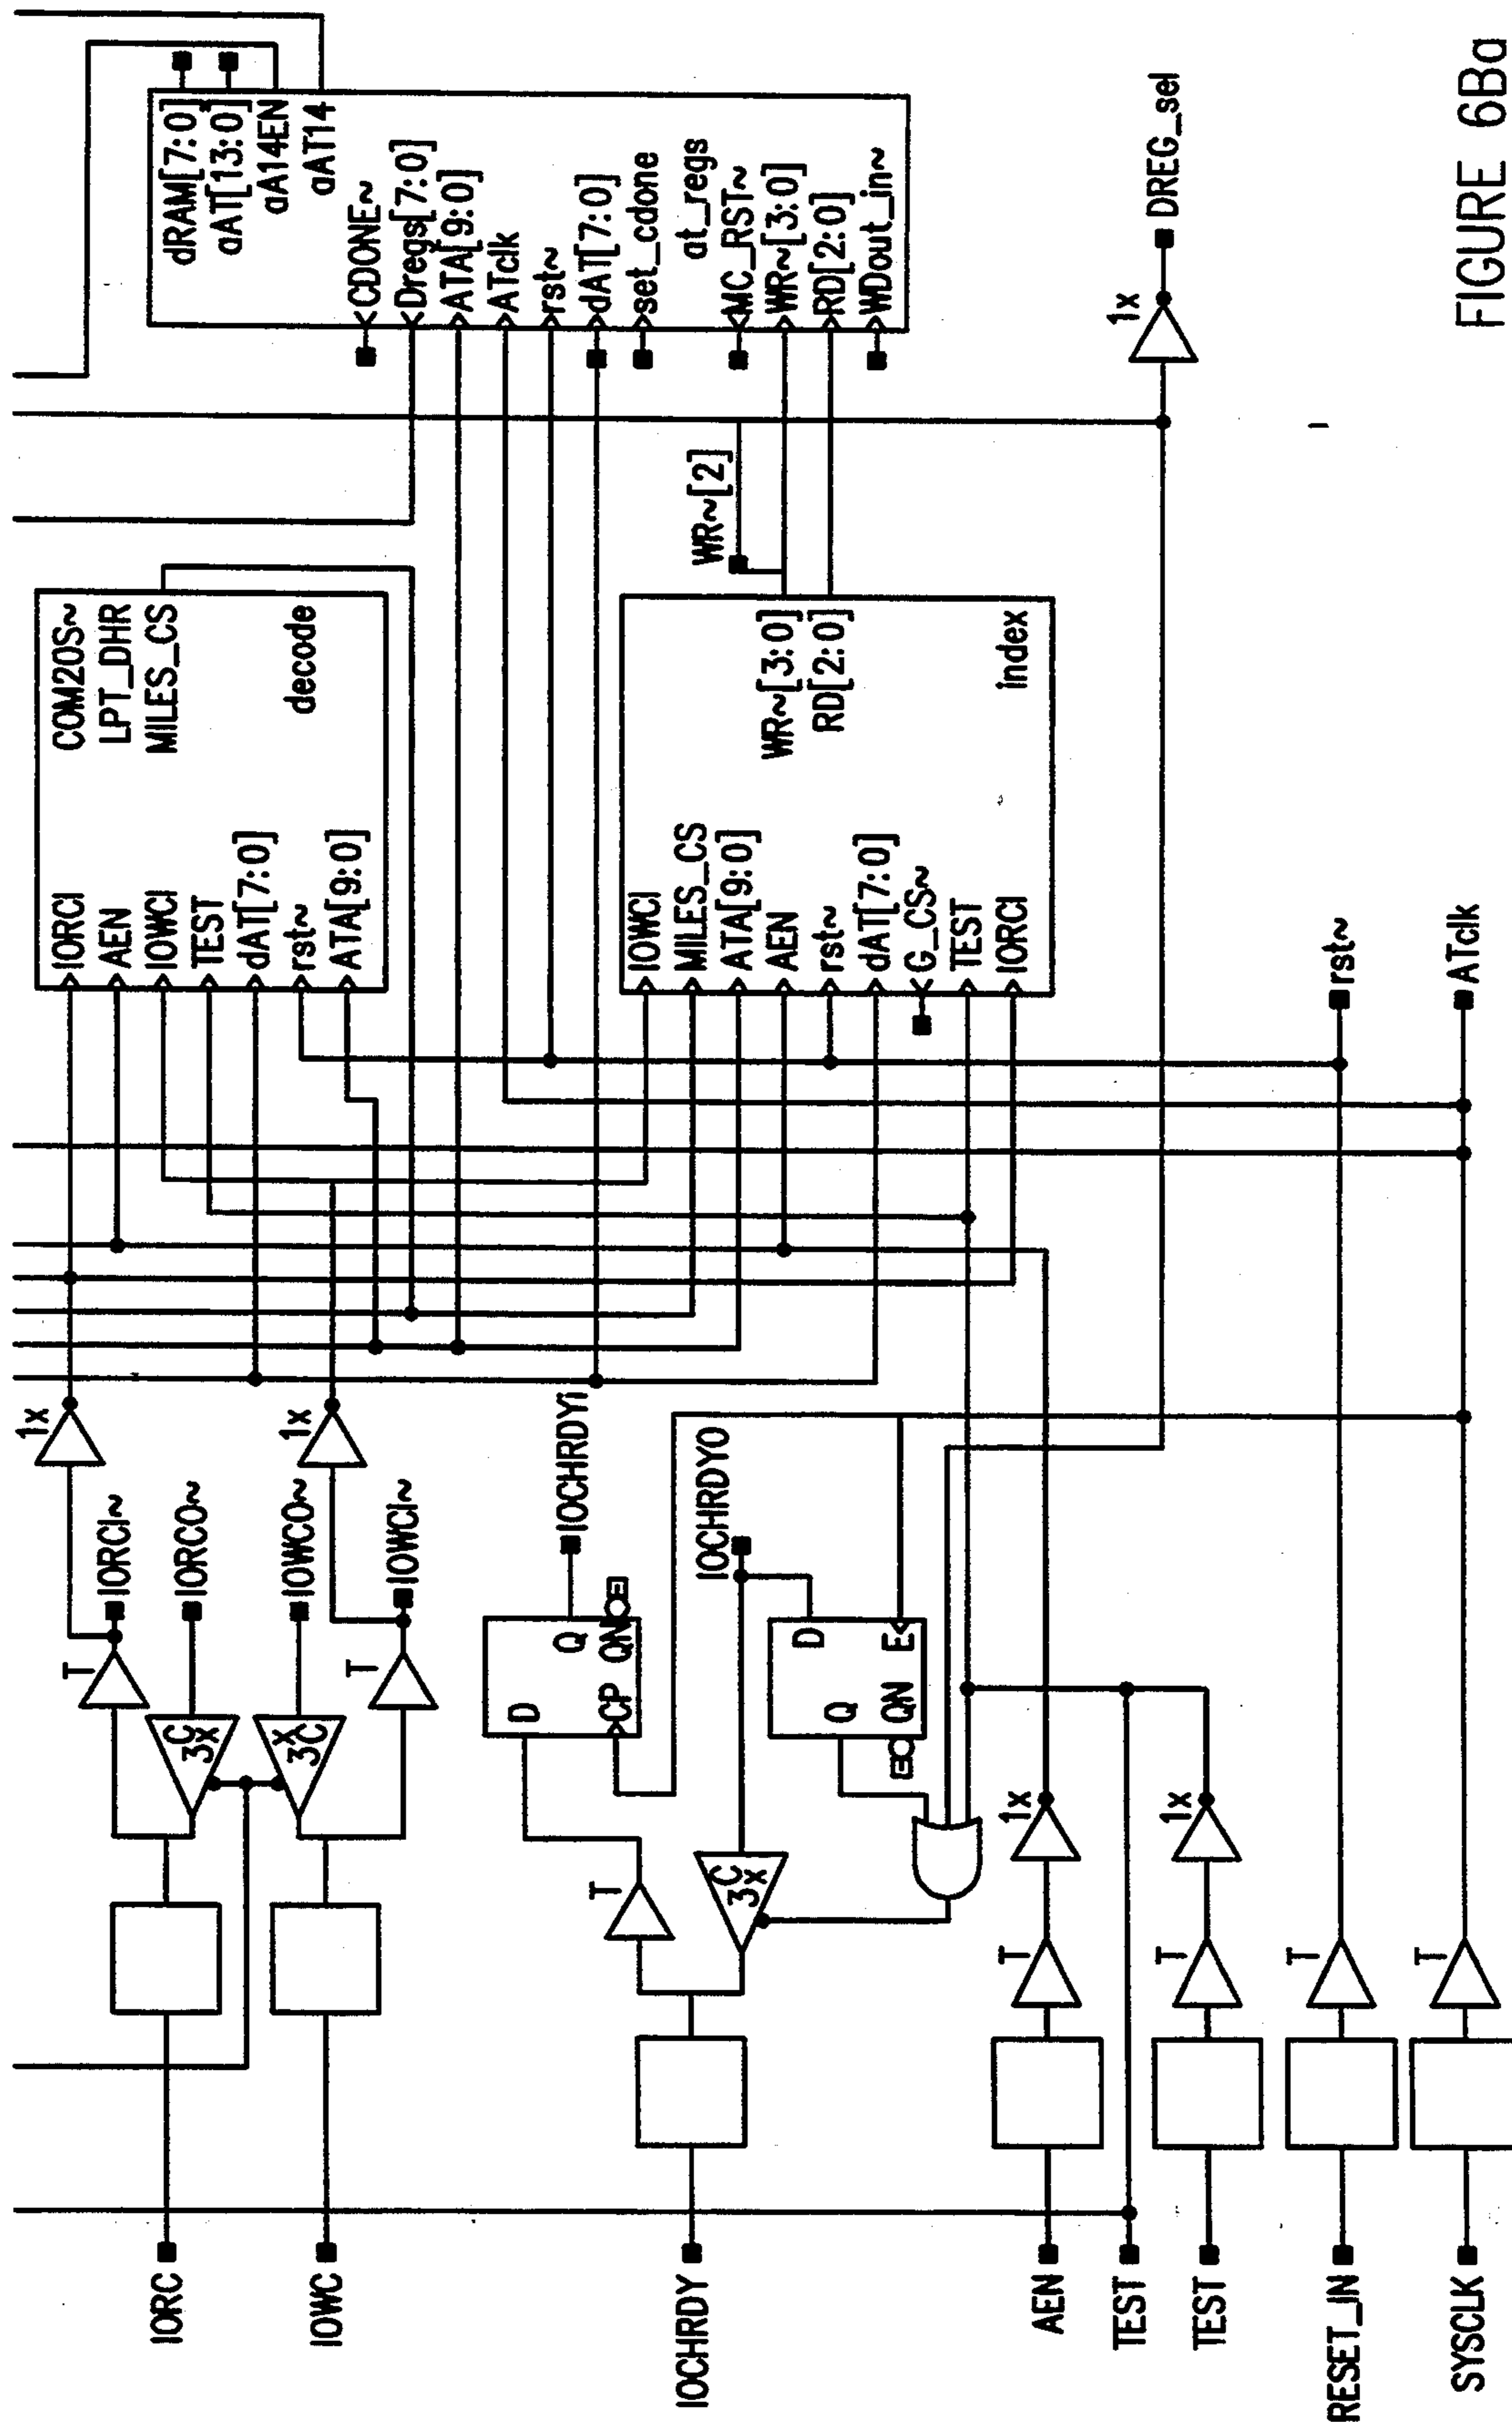 IORC
IOWC
IOCHRDY
AEN
TEST
TEST
RESET_IN
SYSCLK
T
IORCI~
C
3x
IORCO~
x
3C
IOWCO~
T
IOWCI~
1x
1x
T
D
CP
Q
QN
IOCHRDYi
C
3x
IOCHRDYO
Q
QN
D
E
T
1x
T
1x
T
T
rst~
ATclk
IORCI
AEN
IOWCI
TEST
dAT[7:0]
rst~
ATA[9:0]
COM20S~
LPT_DHR
MILES_CS
decode
IOWCI
MILES_CS
ATA[9:0]
AEN
rst~
dAT[7:0]
G_CS~
TEST
IORCI
WR~[3:0]
RD[2:0]
index
WR~[2]
dRAM[7:0]
aAT[13:0]
aA14EN
aAT14
CDONE~
Dregs[7:0]
ATA[9:0]
ATclk
rst~
dAT[7:0]
set_cdone
at_regs
MC_RST~
WR~[3:0]
RD[2:0]
WDout_in~
1x
DREG_sel
FIGURE 6Ba